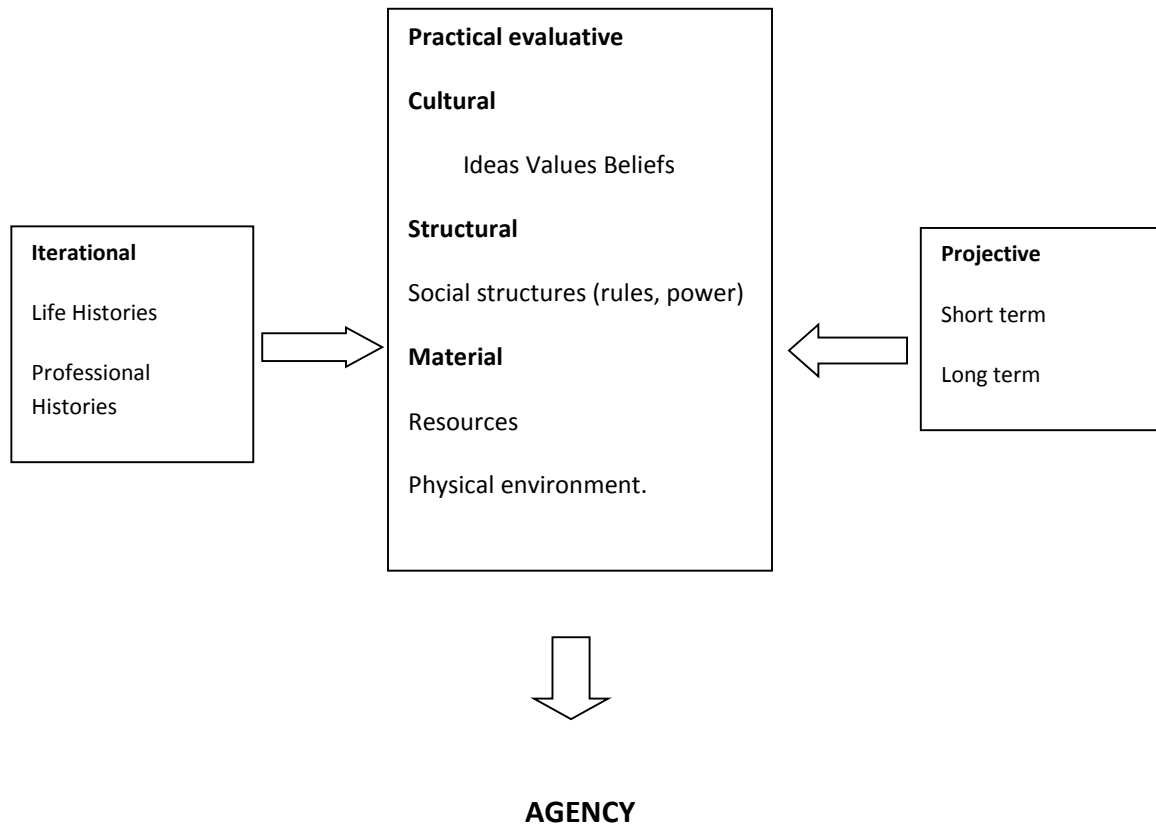 Iterational
Life Histories
Professional
Histories
Practical evaluative
Cultural
Ideas Values Beliefs
Structural
Social structures (rules, power)
Material
Resources
Physical environment.
Projective
Short term
Long term
AGENCY